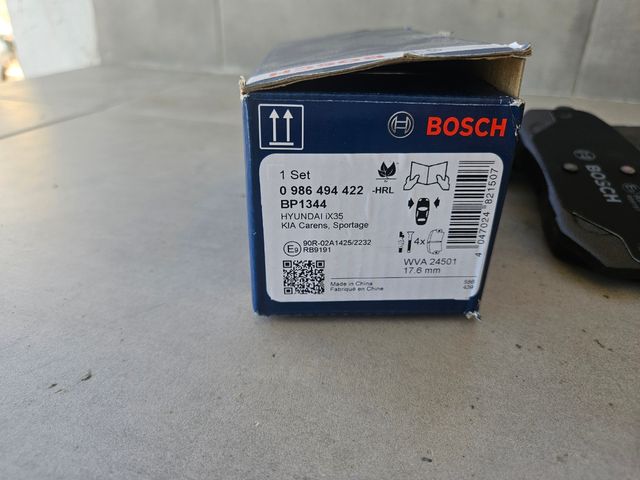 BOSCH
1 Set
0 986 494 422
-HRL
BP1344
HYUNDAI iX35
KIA Carens, Sportage
E9 90R-02A1425/2232
RB9191
4x
WVA 24501
17.6 mm
Made in China
Fabriqué en Chine
4 047024 821507
BOSCH